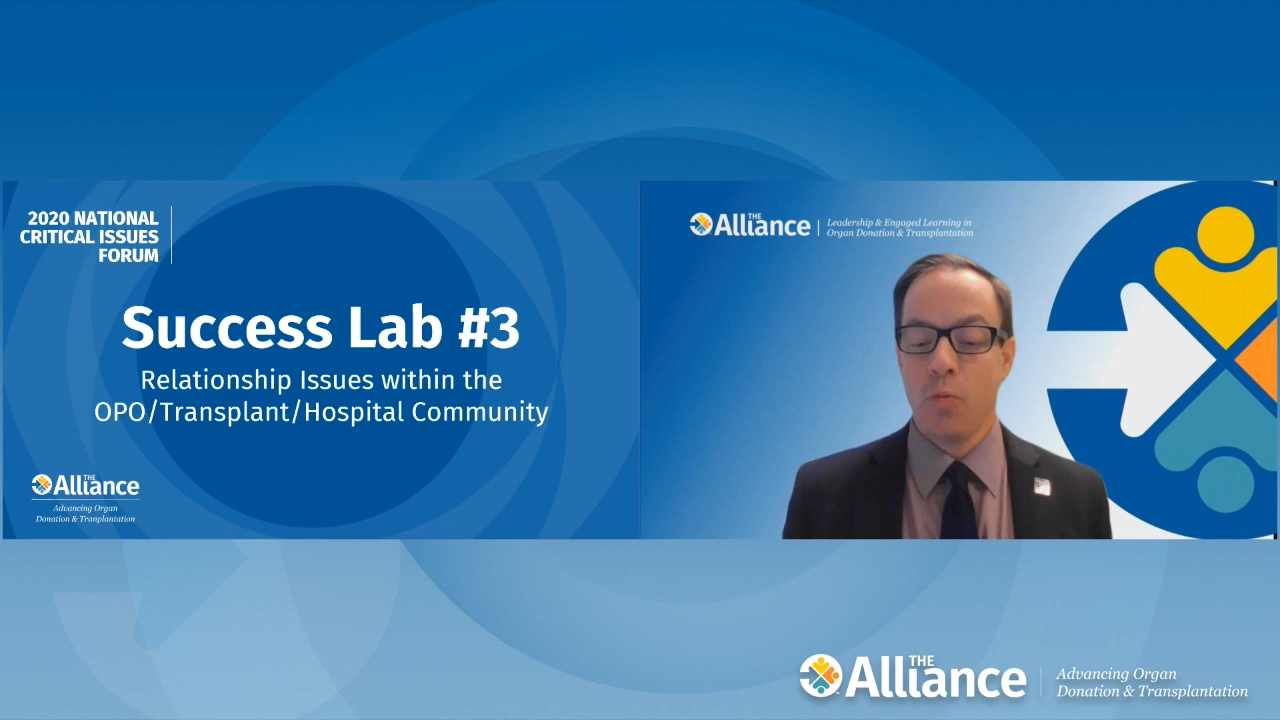 2020 NATIONAL
CRITICAL ISSUES
FORUM
Success Lab #3
Relationship Issues within the
OPO/Transplant/Hospital Community
THE
Alliance
Advancing Organ
Donation & Tranplantation
THE
Alliance
Leadership & Engaged Learning in
Organ Donation & Transplantation
THE
Alliance
Advancing Organ
Donation & Transplantation